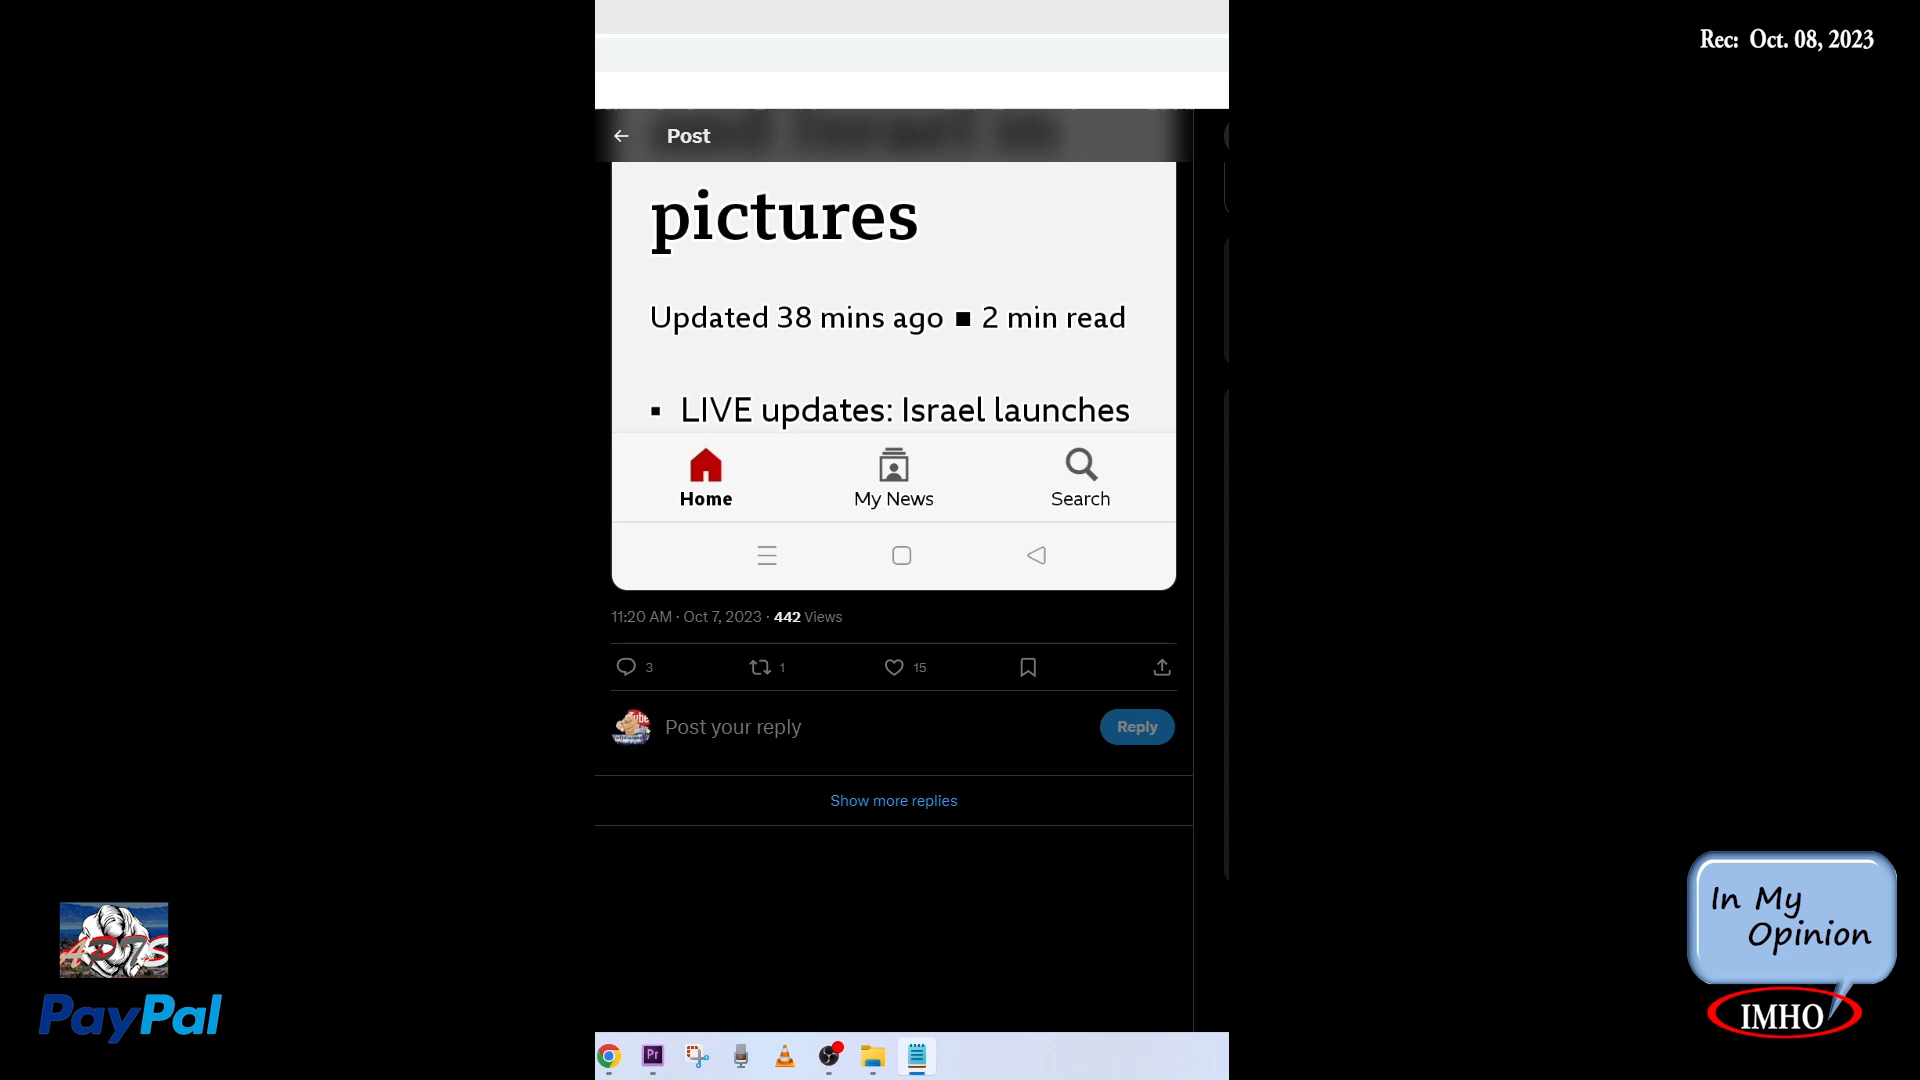 Rec: Oct. 08, 2023
Post
pictures
Updated 38 mins ago ▪ 2 min read
▪ LIVE updates: Israel launches
Home
My News
Search
11:20 AM · Oct 7, 2023 · 442 Views
3
1
15
Post your reply
Reply
Show more replies
In My
Opinion
IMHO
PayPal
Pr